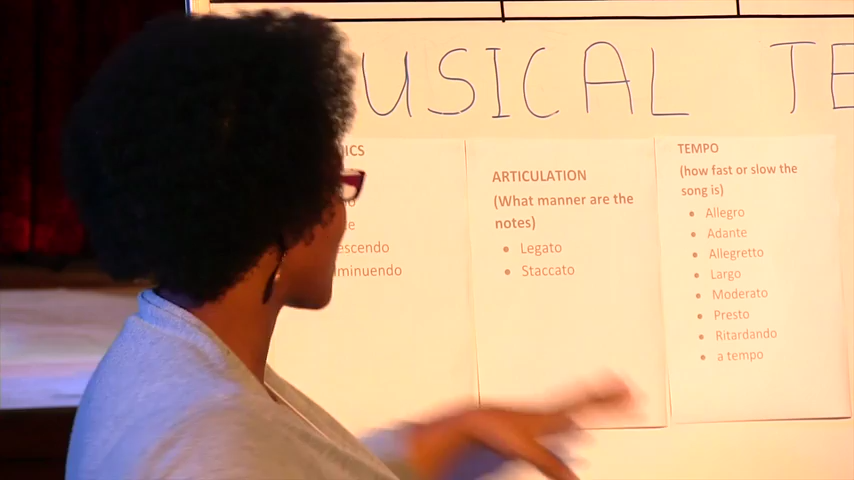 USICAL TE
ICS
escendo
minuendo
ARTICULATION
(What manner are the
notes)
Legato
Staccato
TEMPO
(how fast or slow the
song is)
Allegro
Adante
Allegretto
Largo
Moderato
Presto
Ritardando
a tempo